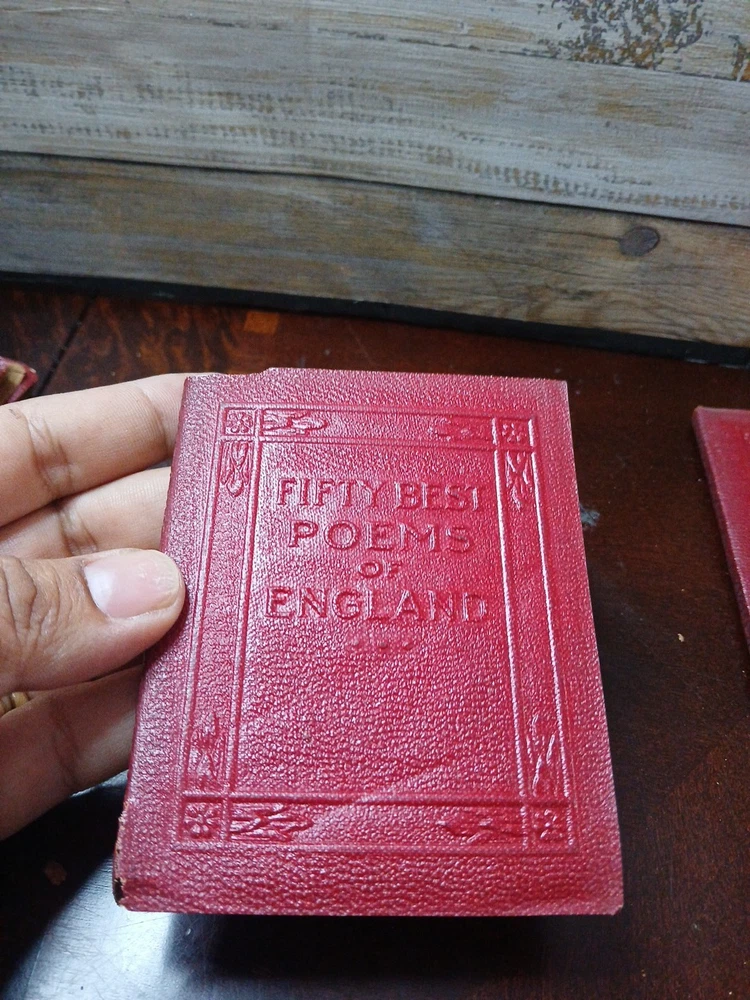 FIFTY BEST
POEMS
OF
ENGLAND